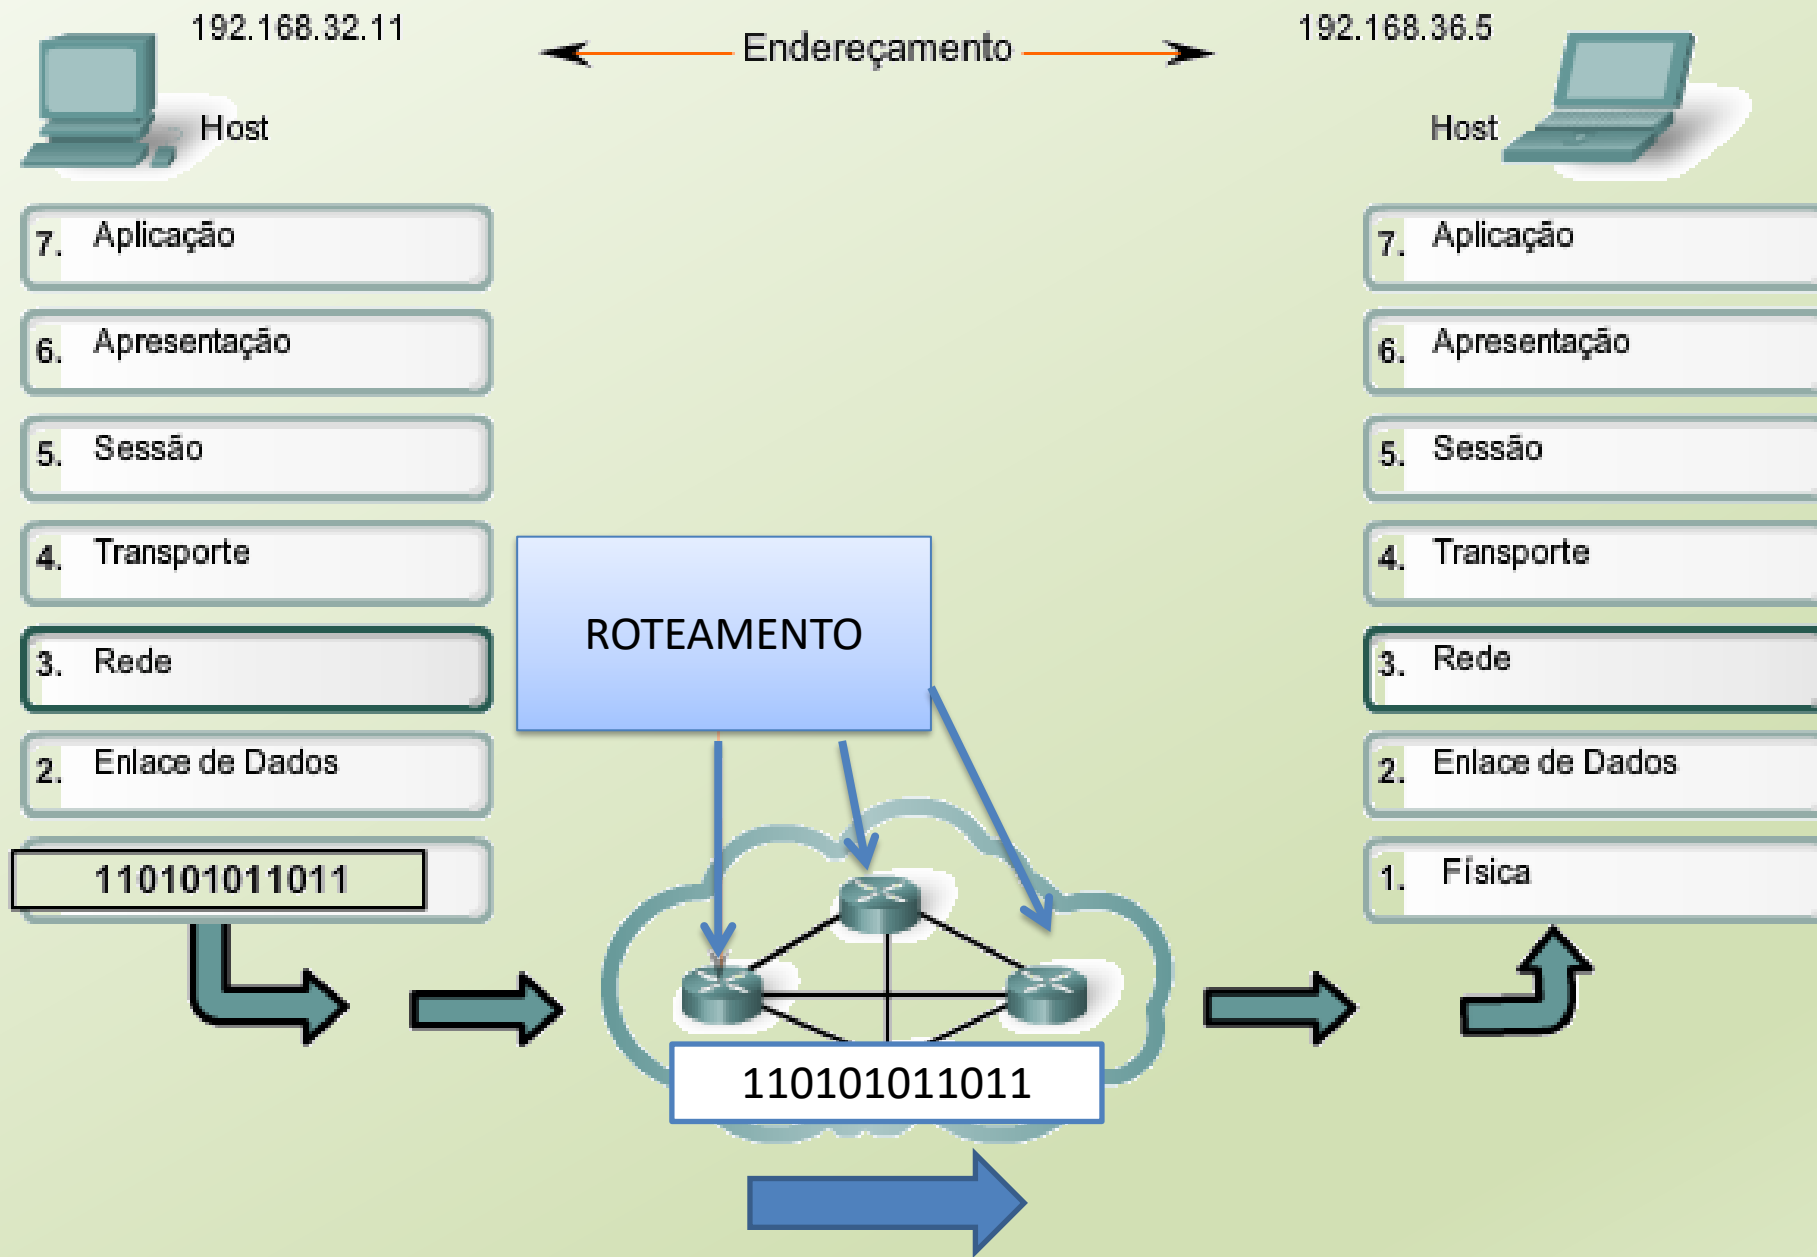 192.168.32.11
Endereçamento
192.168.36.5
Host
Host
7. Aplicação
6. Apresentação
5. Sessão
4. Transporte
3. Rede
2. Enlace de Dados
110101011011
ROTEAMENTO
110101011011
7. Aplicação
6. Apresentação
5. Sessão
4. Transporte
3. Rede
2. Enlace de Dados
1. Física